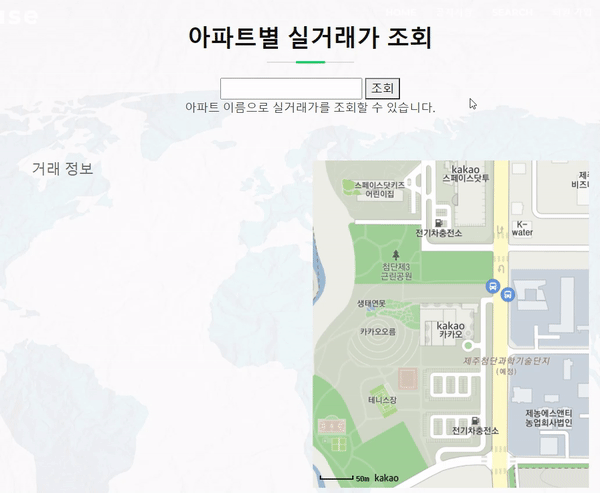 아파트별 실거래가 조회
조회
아파트 이름으로 실거래가를 조회할 수 있습니다.
거래 정보
kakao
스페이스닷투
스페이스닷키즈
어린이집
전기차충전소
K-
water
첨단제3
근린공원
생태연못
카카오오름
kakao
카카오
제주첨단과학기술단지
(예정)
테니스장
전기차충전소
제농에스앤티
농업회사법인
50m
kakao